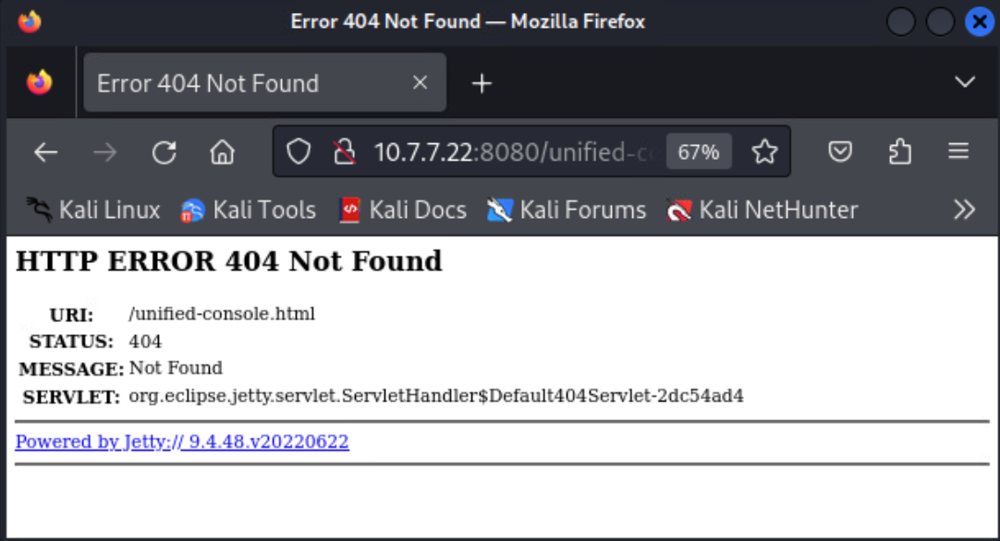 Error 404 Not Found — Mozilla Firefox
Error 404 Not Found
10.7.7.22:8080/unified-c 67%
Kali Linux Kali Tools Kali Docs Kali Forums Kali NetHunter
HTTP ERROR 404 Not Found
URI: /unified-console.html
STATUS: 404
MESSAGE: Not Found
SERVLET: org.eclipse.jetty.servlet.ServletHandler$Default404Servlet-2dc54ad4
Powered by Jetty:// 9.4.48.v20220622